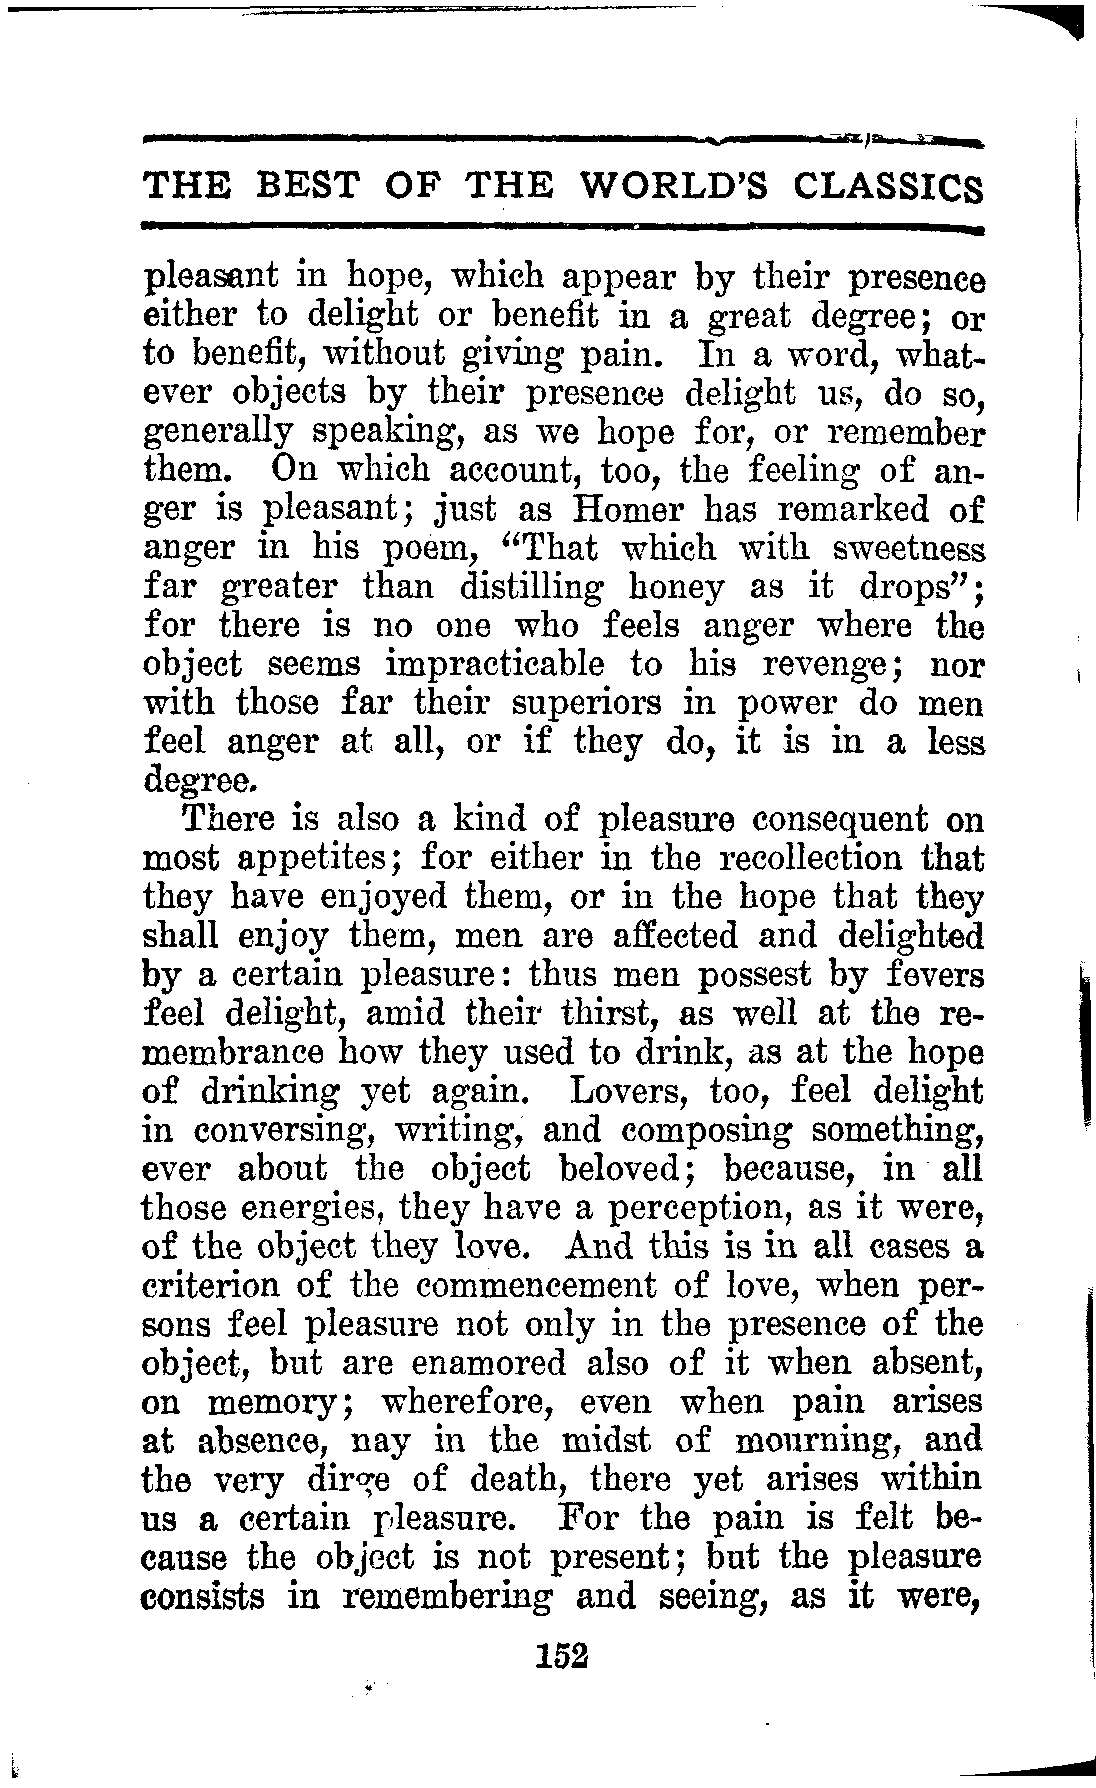 THE BEST OF THE WORLD'S CLASSICS
pleasant in hope, which appear by their presence
either to delight or benefit in a great degree; or
to benefit, without giving pain. In a word, what-
ever objects by their presence delight us, do so,
generally speaking, as we hope for, or remember
them. On which account, too, the feeling of an-
ger is pleasant; just as Homer has remarked of
anger in his poem, "That which with sweetness
far greater than distilling honey as it drops";
for there is no one who feels anger where the
object seems impracticable to his revenge; nor
with those far their superiors in power do men
feel anger at all, or if they do, it is in a less
degree.
There is also a kind of pleasure consequent on
most appetites; for either in the recollection that
they have enjoyed them, or in the hope that they
shall enjoy them, men are affected and delighted
by a certain pleasure: thus men possest by fevers
feel delight, amid their thirst, as well at the re-
membrance how they used to drink, as at the hope
of drinking yet again. Lovers, too, feel delight
in conversing, writing, and composing something,
ever about the object beloved; because, in all
those energies, they have a perception, as it were,
of the object they love. And this is in all cases a
criterion of the commencement of love, when per-
sons feel pleasure not only in the presence of the
object, but are enamored also of it when absent,
on memory; wherefore, even when pain arises
at absence, nay in the midst of mourning, and
the very dirge of death, there yet arises within
us a certain pleasure. For the pain is felt be-
cause the object is not present; but the pleasure
consists in remembering and seeing, as it were,
152